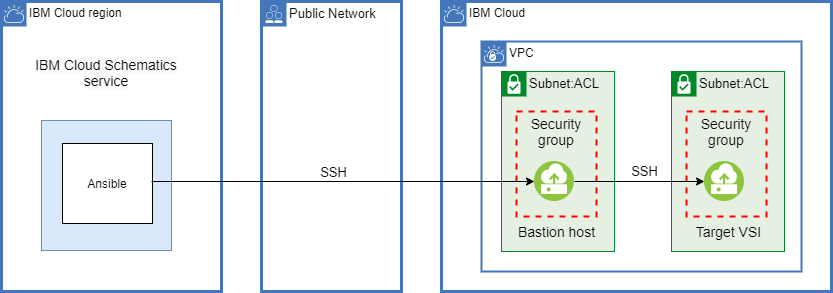 IBM Cloud region
IBM Cloud Schematics
service
Ansible
Public Network
SSH
IBM Cloud
VPC
Subnet:ACL
Security
group
Bastion host
SSH
Subnet:ACL
Security
group
Target VSI